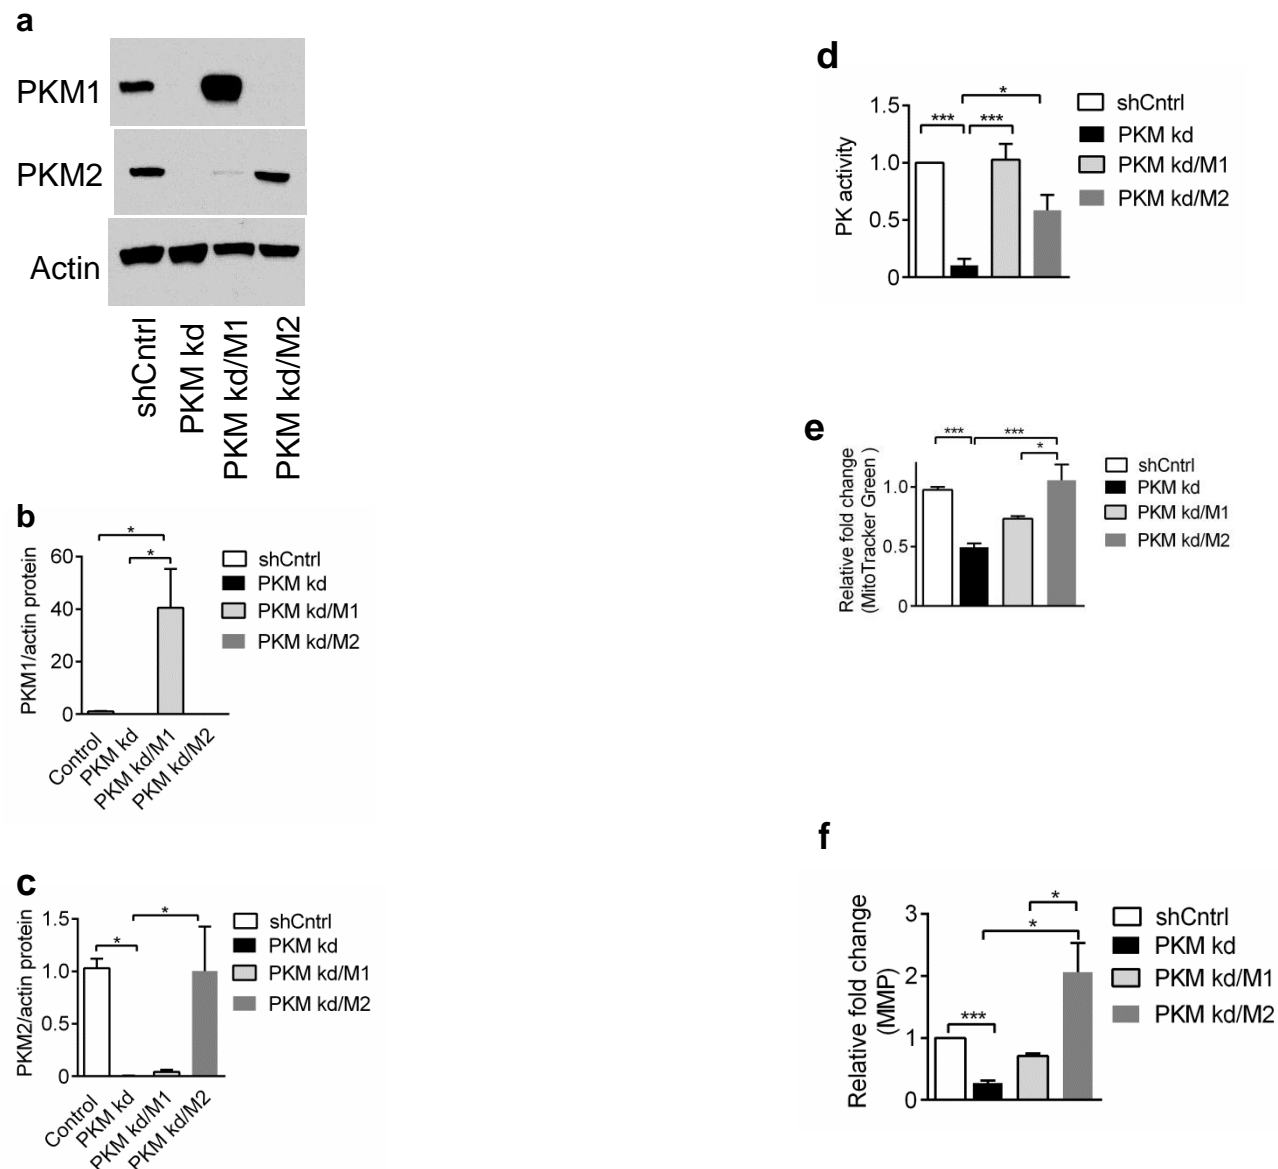 a
PKM1
PKM2
Actin
shCntrl
PKM kd
PKM kd/M1
PKM kd/M2
b
PKM1/actin protein
60
40
20
0
*
*
Control
PKM kd
PKM kd/M1
PKM kd/M2
shCntrl
PKM kd
PKM kd/M1
PKM kd/M2
c
PKM2/actin protein
1.5
1.0
0.5
0
*
*
Control
PKM kd
PKM kd/M1
PKM kd/M2
shCntrl
PKM kd
PKM kd/M1
PKM kd/M2
d
PK activity
1.5
1.0
0.5
0
*
*** ***
shCntrl
PKM kd
PKM kd/M1
PKM kd/M2
e
Relative fold change
(MitoTracker Green )
1.0
0.5
0
*** ***
*
shCntrl
PKM kd
PKM kd/M1
PKM kd/M2
f
Relative fold change
(MMP)
3
2
1
0
*
*
***
shCntrl
PKM kd
PKM kd/M1
PKM kd/M2